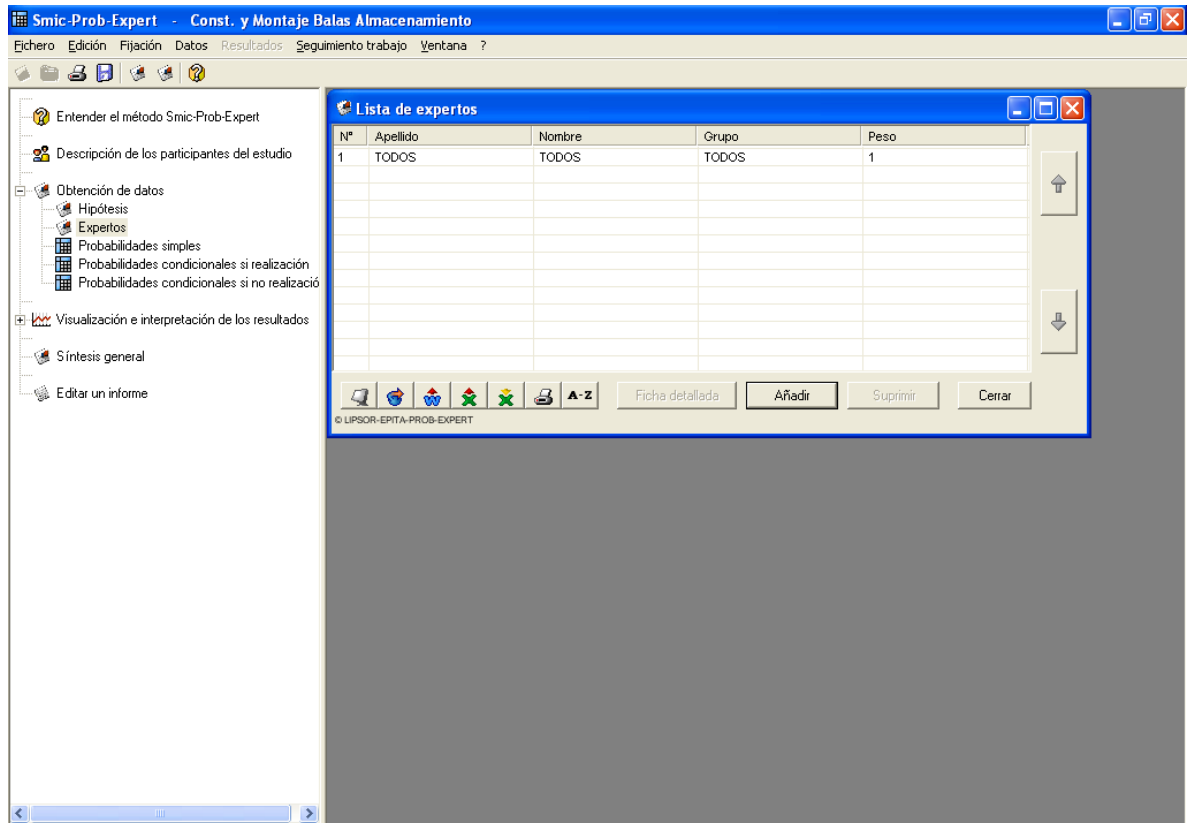 Smic-Prob-Expert - Const. y Montaje Balas Almacenamiento
Fichero Edición Fijación Datos Resultados Seguimiento trabajo Ventana ?
Entender el método Smic-Prob-Expert
Descripción de los participantes del estudio
Obtención de datos
Hipótesis
Expertos
Probabilidades simples
Probabilidades condicionales si realización
Probabilidades condicionales si no realizació
Visualización e interpretación de los resultados
Síntesis general
Editar un informe
Lista de expertos
Nº Apellido Nombre Grupo Peso
1 TODOS TODOS TODOS 1
A-Z Ficha detallada Añadir Suprimir Cerrar
© LIPSOR-EPITA-PROB-EXPERT